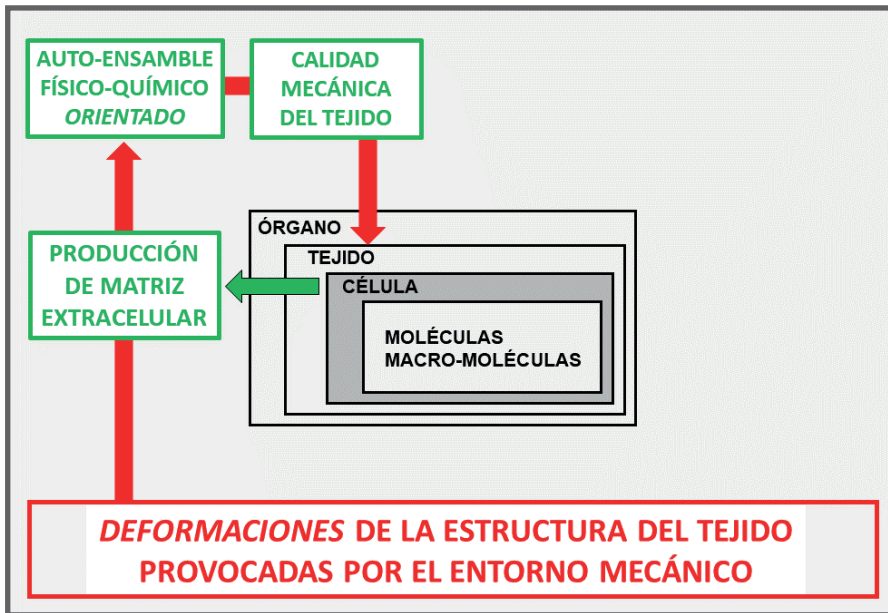 AUTO-ENSAMBLE
FÍSICO-QUÍMICO
ORIENTADO
CALIDAD
MECÁNICA
DEL TEJIDO
PRODUCCIÓN
DE MATRIZ
EXTRACELULAR
ÓRGANO
TEJIDO
CÉLULA
MOLÉCULAS
MACRO-MOLÉCULAS
DEFORMACIONES DE LA ESTRUCTURA DEL TEJIDO
PROVOCADAS POR EL ENTORNO MECÁNICO